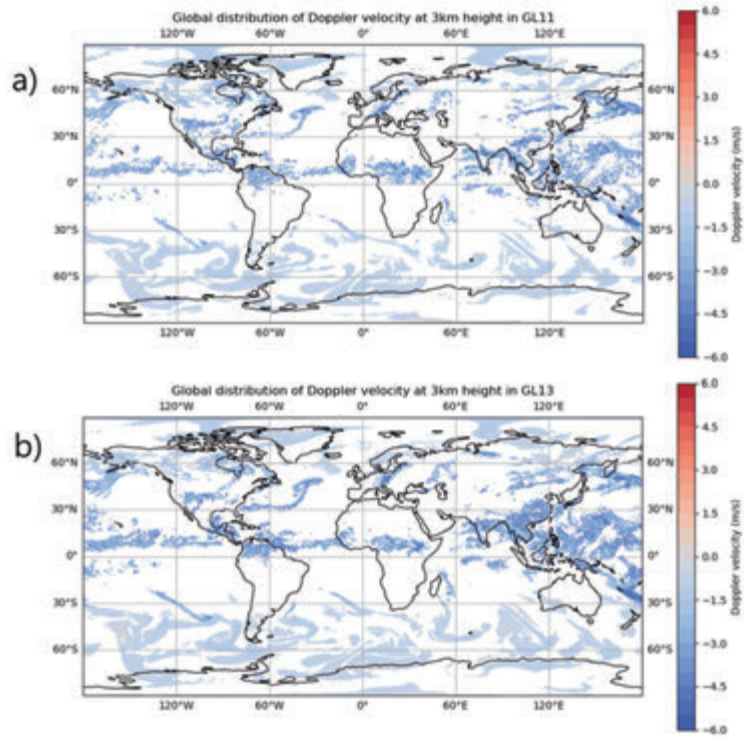 Global distribution of Doppler velocity at 3km height in GL11
120°W 60°W 0° 60°E 120°E
6.0
a)
60°N 60°N
4.5
30°N 30°N
3.0
1.5
0° 0°
0.0
30°S 30°S
−1.5
60°S 60°S
−3.0
−4.5
120°W 60°W 0° 60°E 120°E
−6.0
Doppler velocity (m/s)
Global distribution of Doppler velocity at 3km height in GL13
120°W 60°W 0° 60°E 120°E
6.0
b)
60°N 60°N
4.5
30°N 30°N
3.0
1.5
0° 0°
0.0
30°S 30°S
−1.5
60°S 60°S
−3.0
−4.5
120°W 60°W 0° 60°E 120°E
−6.0
Doppler velocity (m/s)